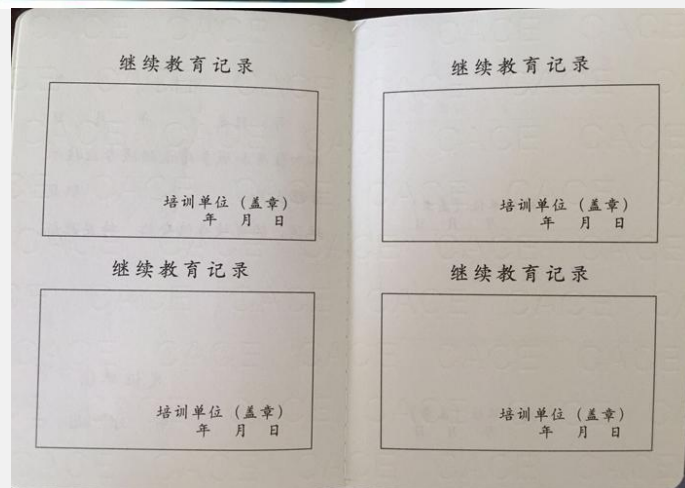 继续教育记录
培训单位（盖章）
年 月 日
继续教育记录
培训单位（盖章）
年 月 日
继续教育记录
培训单位（盖章）
年 月 日
继续教育记录
培训单位（盖章）
年 月 日
CACE